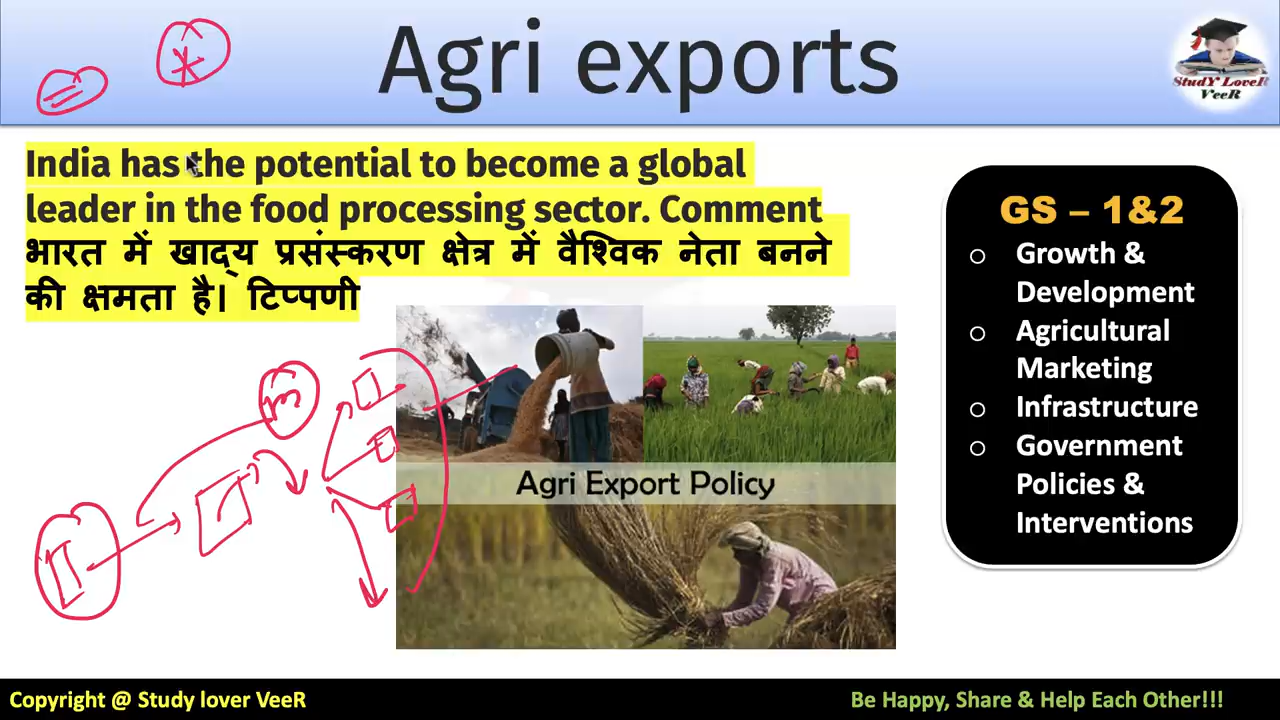 Agri exports
StudY LoveR
VeeR
India has the potential to become a global
leader in the food processing sector. Comment
भारत में खाद्य प्रसंस्करण क्षेत्र में वैश्विक नेता बनने
की क्षमता है। टिप्पणी
Agri Export Policy
GS – 1&2
Growth &
Development
Agricultural
Marketing
Infrastructure
Government
Policies &
Interventions
Copyright @ Study lover VeeR
Be Happy, Share & Help Each Other!!!